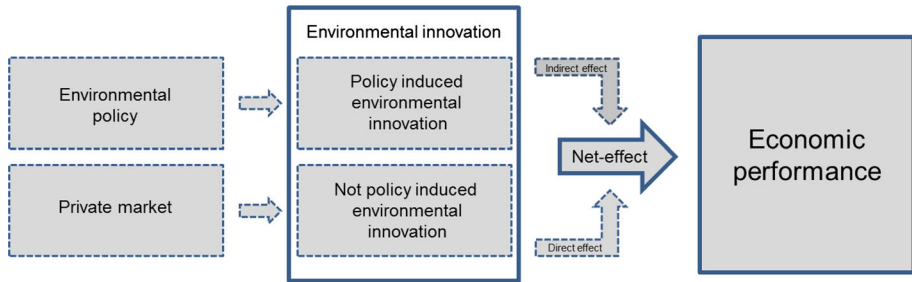 Environmental innovation
Environmental
policy
Policy induced
environmental
innovation
Indirect effect
Private market
Not policy induced
environmental
innovation
Direct effect
Net-effect
Economic
performance